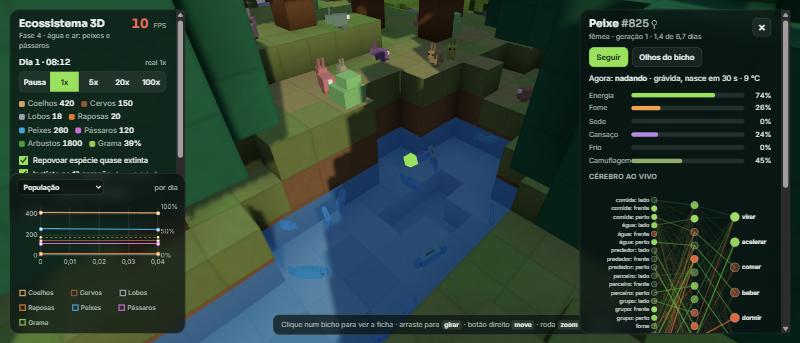 Ecossistema 3D
10 FPS
Fase 4 · água e ar: peixes e
pássaros
Dia 1 · 08:12
real 1x
Pausa 1x 5x 20x 100x
Coelhos 420 Cervos 150
Lobos 18 Raposas 20
Peixes 260 Pássaros 120
Arbustos 1800 Grama 39%
Repovoar espécie quase extinta
População
por dia
400
200
0
100%
50%
0%
0 0,01 0,02 0,03 0,04
Coelhos Cervos Lobos
Raposas Peixes Pássaros
Grama
Clique num bicho para ver a ficha · arraste para girar · botão direito move · roda zoom
Peixe #825 ♀
×
fêmea · geração 1 · 1,4 de 6,7 dias
Seguir
Olhos do bicho
Agora: nadando · grávida, nasce em 30 s · 9 °C
Energia 74%
Fome 26%
Sede 0%
Cansaço 24%
Frio 0%
Camuflagem 45%
CÉREBRO AO VIVO
comida: lado
comida: frente
comida: perto
água: lado
água: frente
água: perto
predador: lado
predador: frente
predador: perto
parceiro: lado
parceiro: frente
parceiro: perto
grupo: lado
grupo: frente
grupo: perto
fome
virar
acelerar
comer
beber
dormir